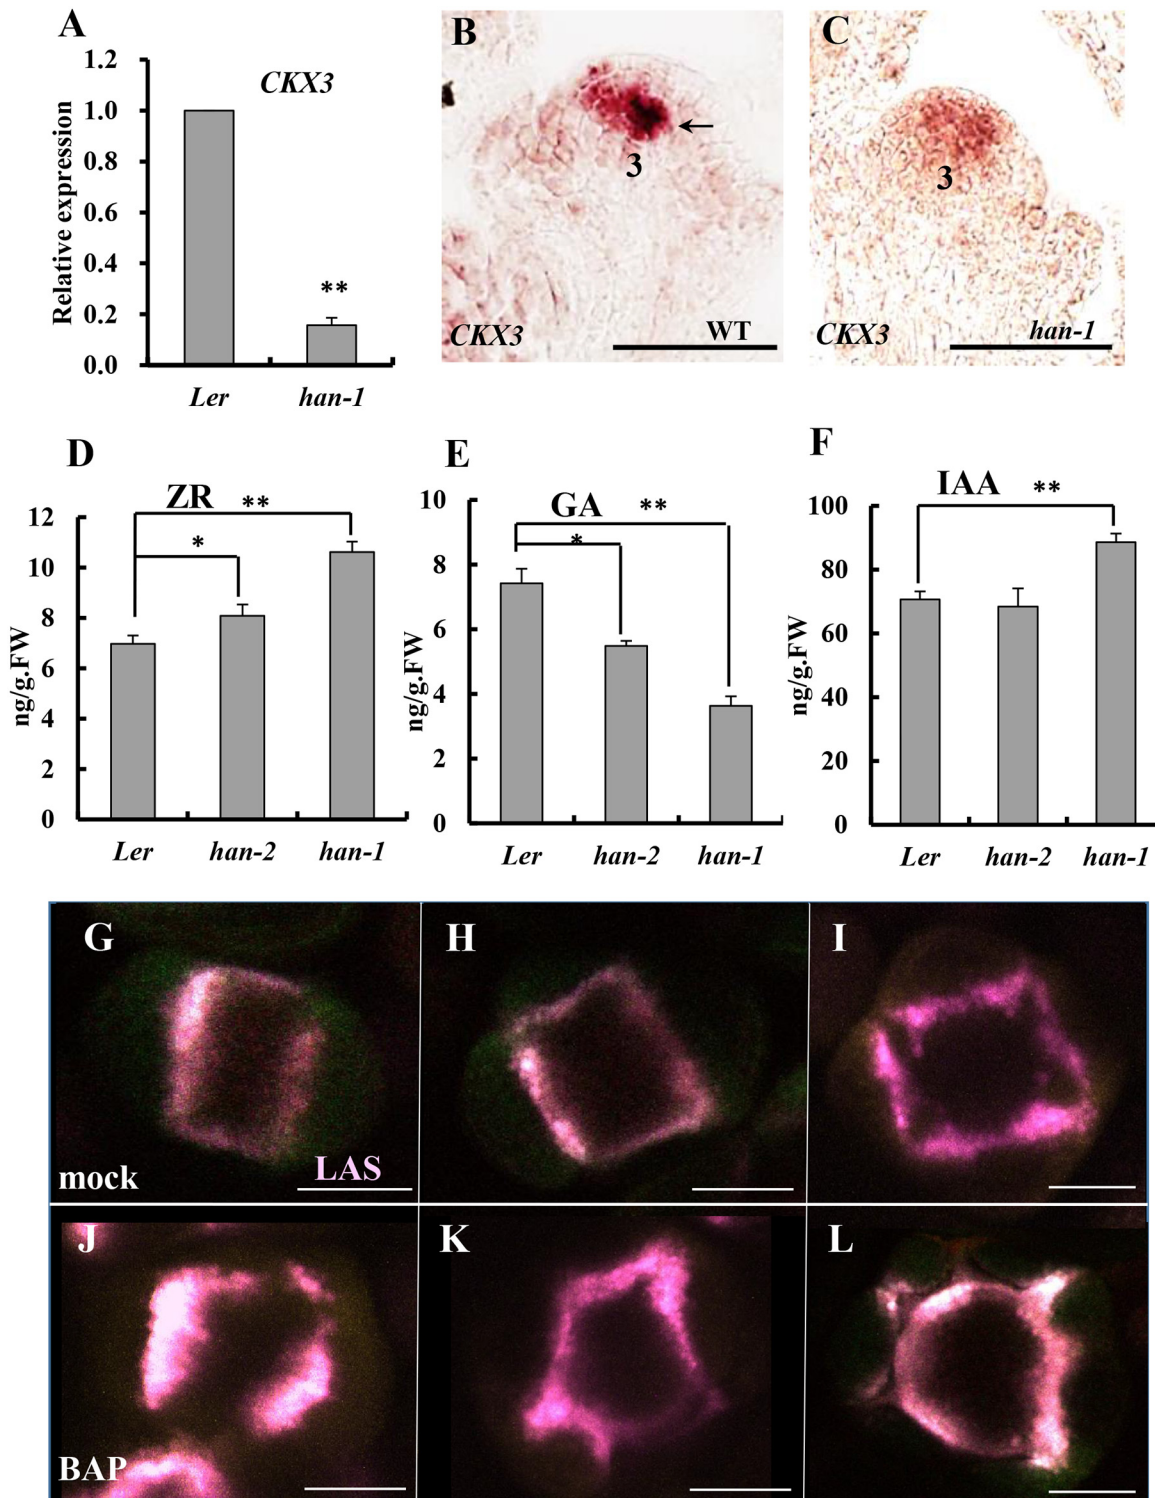 A
CKX3
Relative expression
1.2
1.0
0.8
0.6
0.4
0.2
0.0
**
Ler han-1
B
3
CKX3 WT
C
3
CKX3 han-1
D
ZR **
*
ng/g.FW
12
10
8
6
4
2
0
Ler han-2 han-1
E
GA **
*
ng/g.FW
10
8
6
4
2
0
Ler han-2 han-1
F
IAA **
ng/g.FW
100
80
60
40
20
0
Ler han-2 han-1
G
mock LAS
H
I
J
BAP
K
L